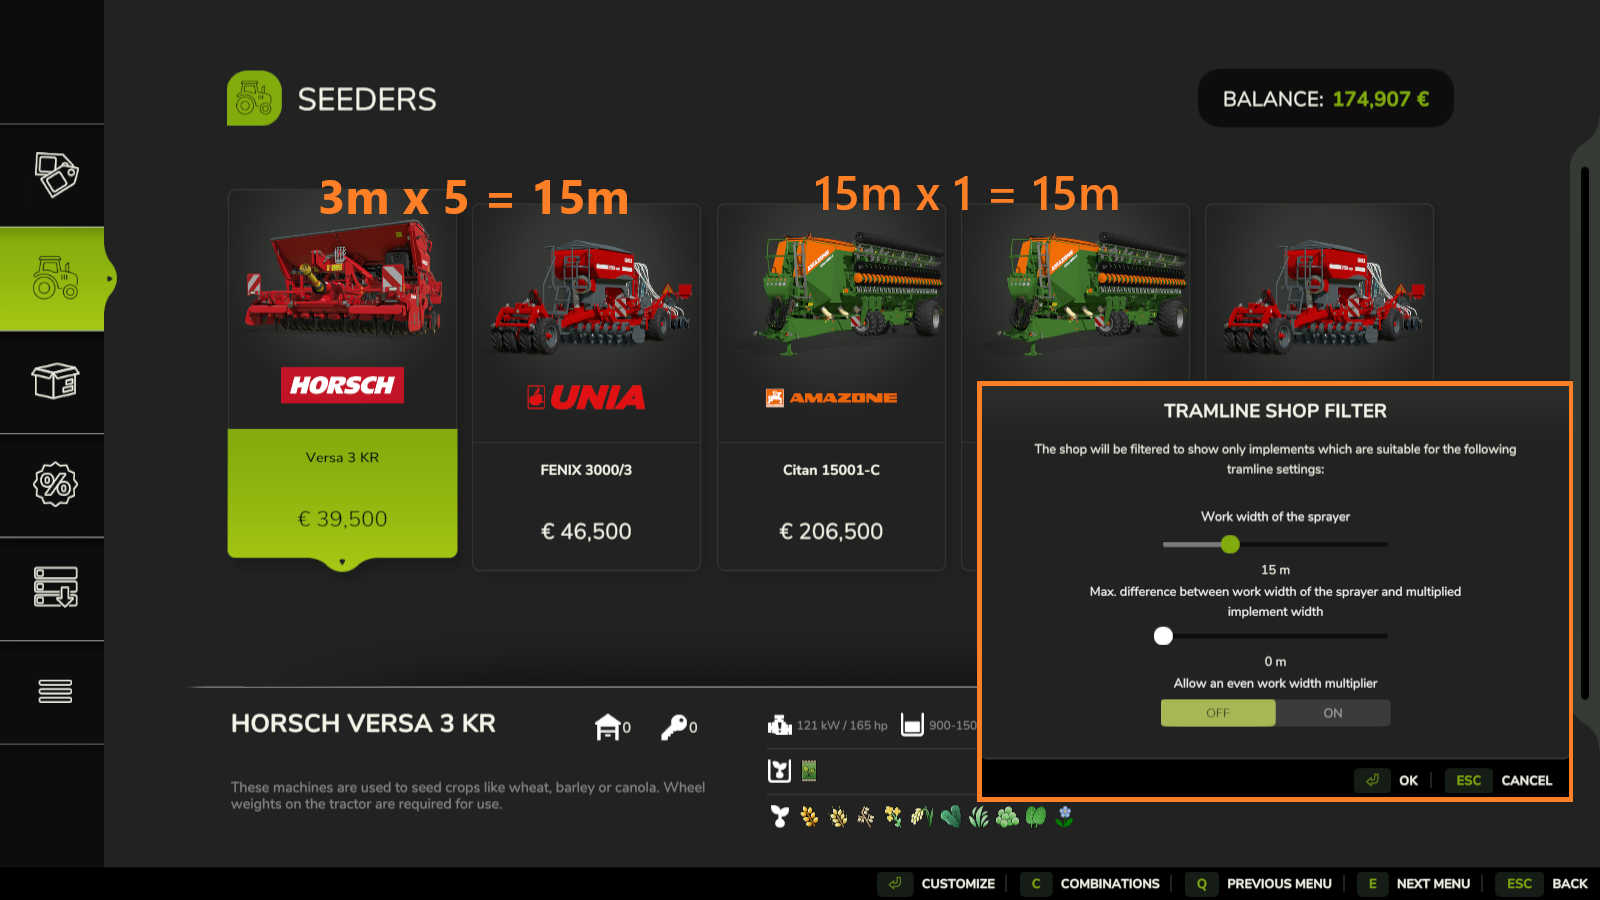 SEEDERS
BALANCE: 174,907 €
3m x 5 = 15m
15m x 1 = 15m
HORSCH
UNIA
AMAZONE
AMAZONE
Versa 3 KR
FENIX 3000/3
Citan 15001-C
€ 39,500
€ 46,500
€ 206,500
TRAMLINE SHOP FILTER
The shop will be filtered to show only implements which are suitable for the following
tramline settings:
Work width of the sprayer
15 m
Max. difference between work width of the sprayer and multiplied
implement width
0 m
Allow an even work width multiplier
OFF ON
OK ESC CANCEL
HORSCH VERSA 3 KR
0 0
121 kW / 165 hp 900-150
These machines are used to seed crops like wheat, barley or canola. Wheel
weights on the tractor are required for use.
CUSTOMIZE C COMBINATIONS Q PREVIOUS MENU E NEXT MENU ESC BACK